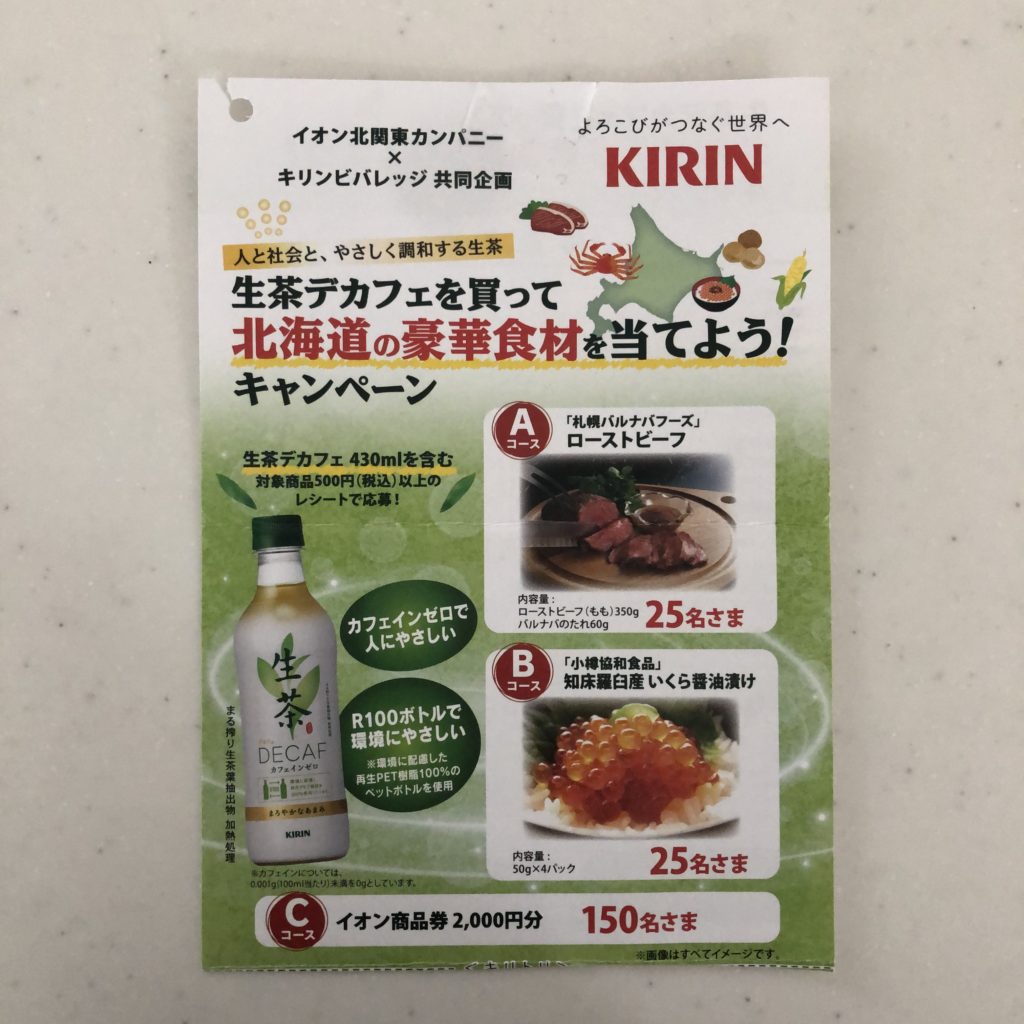 イオン北関東カンパニー
×
キリンビバレッジ 共同企画
よろこびがつなぐ世界へ
KIRIN
人と社会と、やさしく調和する生茶
生茶デカフェを買って
北海道の豪華食材を当てよう!
キャンペーン
生茶デカフェ 430mlを含む
対象商品500円(税込)以上の
レシートで応募!
生茶
DECAF
カフェインゼロ
まろやかなあまみ
KIRIN
まる搾り生茶葉抽出物 加熱処理
カフェインゼロで
人にやさしい
R100ボトルで
環境にやさしい
※環境に配慮した
再生PET樹脂100%の
ペットボトルを使用
※カフェインについては、
0.001g(100ml当たり)未満を0gとしています。
A
コース
「札幌バルナバフーズ」
ローストビーフ
内容量:
ローストビーフ(もも)350g
バルナバのたれ60g
25名さま
B
コース
「小樽協和食品」
知床羅臼産 いくら醤油漬け
内容量:
50g×4パック
25名さま
C
コース
イオン商品券 2,000円分
150名さま
※画像はすべてイメージです。